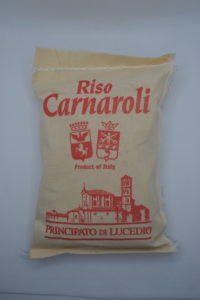 Riso
Carnaroli
Product of Italy
PRINCIPATO DI LUCEDIO